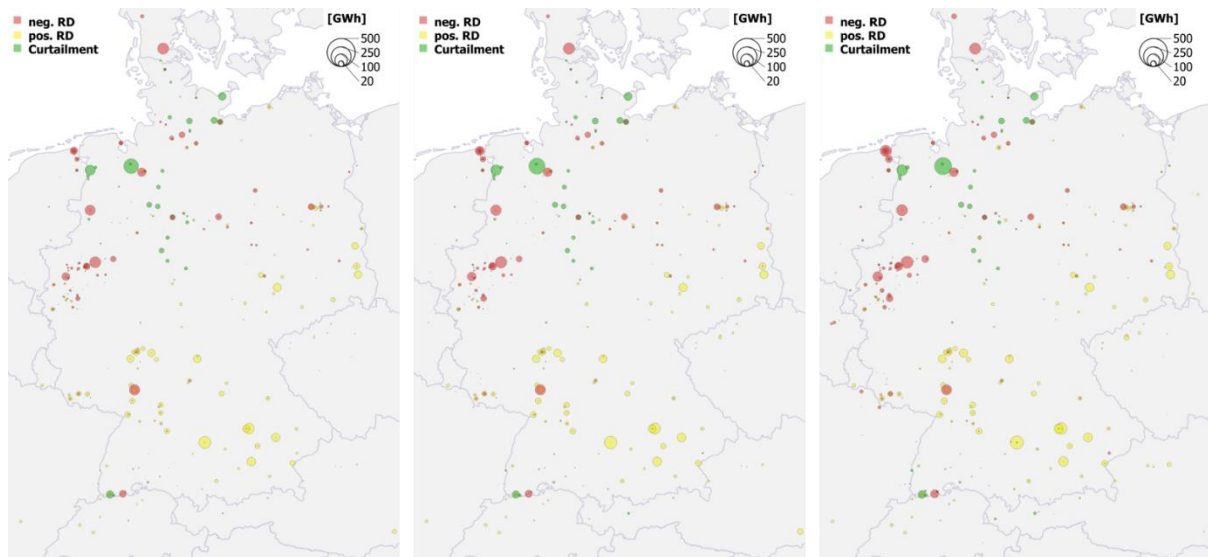 neg. RD
pos. RD
Curtailment
[GWh]
500
250
100
20
neg. RD
pos. RD
Curtailment
[GWh]
500
250
100
20
neg. RD
pos. RD
Curtailment
[GWh]
500
250
100
20